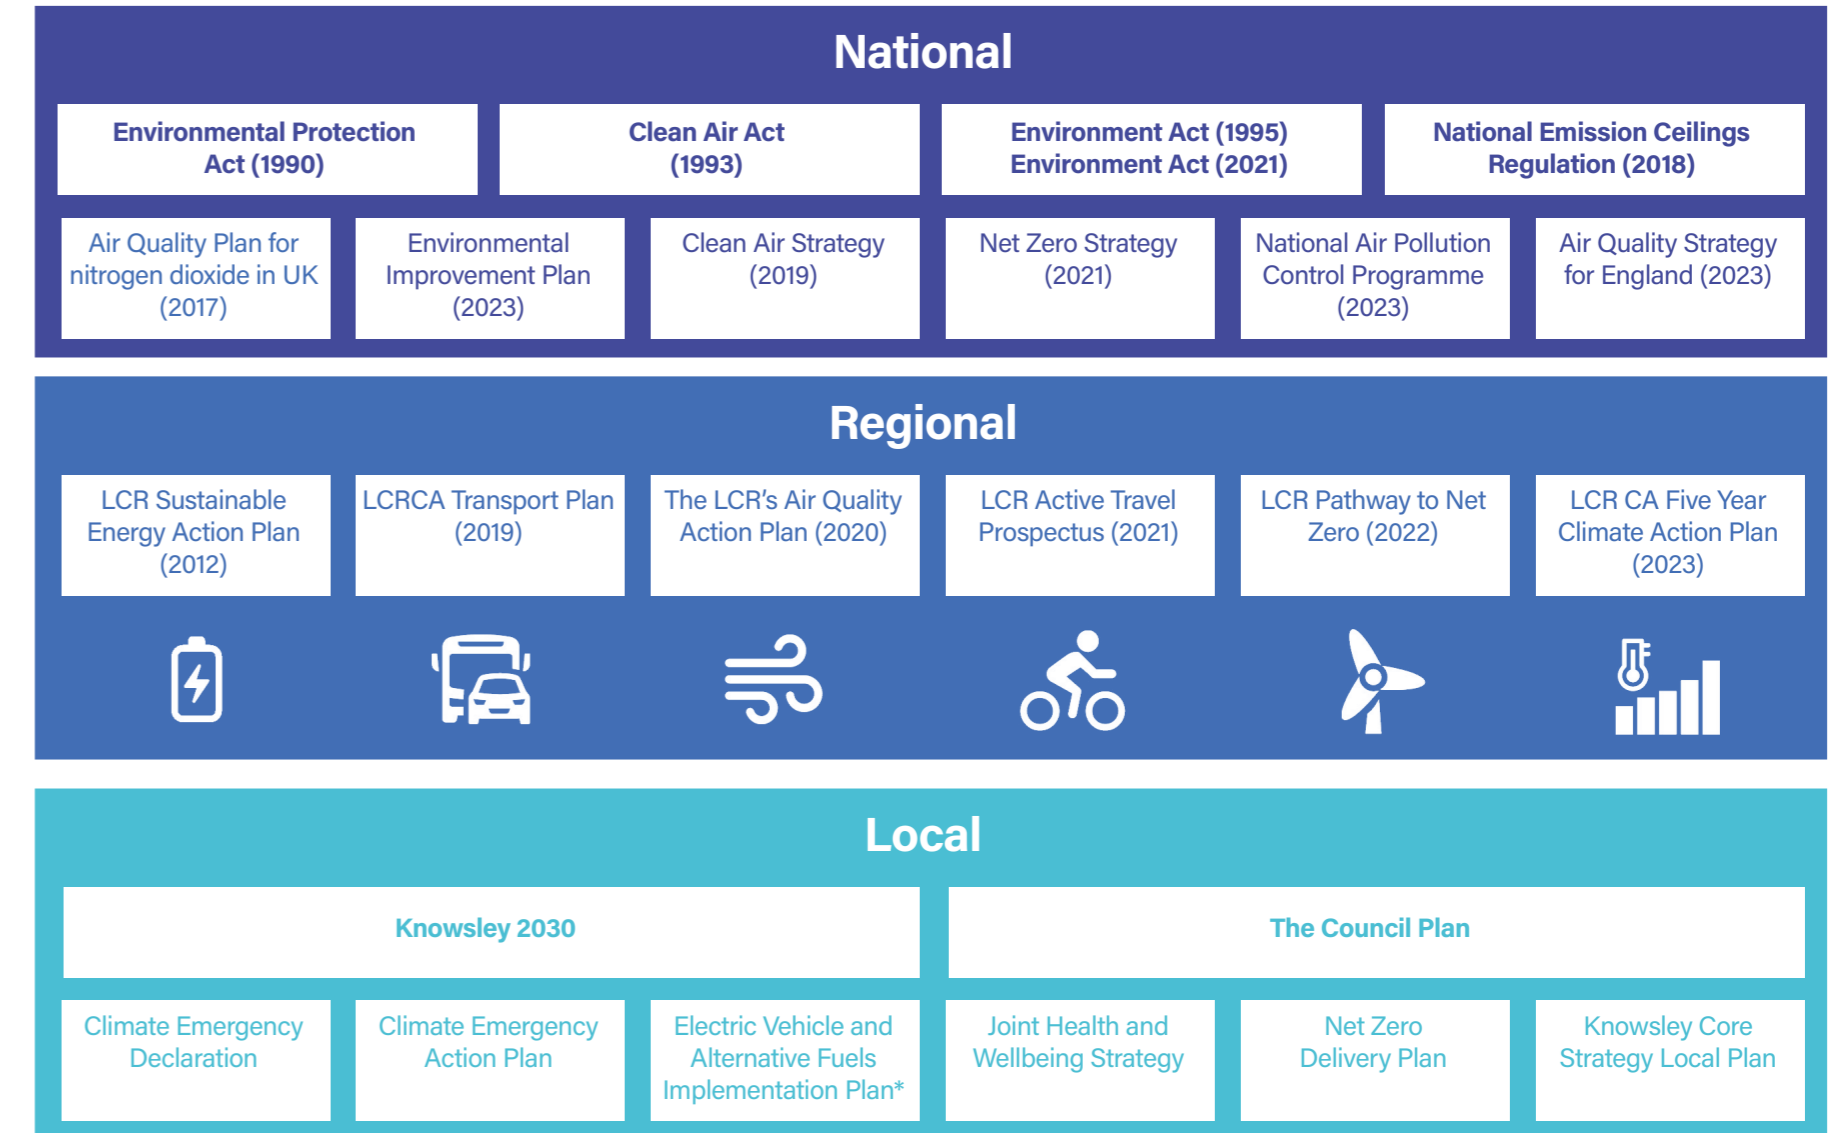 National
Environmental Protection
Act (1990)
Clean Air Act
(1993)
Environment Act (1995)
Environment Act (2021)
National Emission Ceilings
Regulation (2018)
Air Quality Plan for
nitrogen dioxide in UK
(2017)
Environmental
Improvement Plan
(2023)
Clean Air Strategy
(2019)
Net Zero Strategy
(2021)
National Air Pollution
Control Programme
(2023)
Air Quality Strategy
for England (2023)
Regional
LCR Sustainable
Energy Action Plan
(2012)
LCRCA Transport Plan
(2019)
The LCR’s Air Quality
Action Plan (2020)
LCR Active Travel
Prospectus (2021)
LCR Pathway to Net
Zero (2022)
LCR CA Five Year
Climate Action Plan
(2023)
Local
Knowsley 2030
The Council Plan
Climate Emergency
Declaration
Climate Emergency
Action Plan
Electric Vehicle and
Alternative Fuels
Implementation Plan*
Joint Health and
Wellbeing Strategy
Net Zero
Delivery Plan
Knowsley Core
Strategy Local Plan